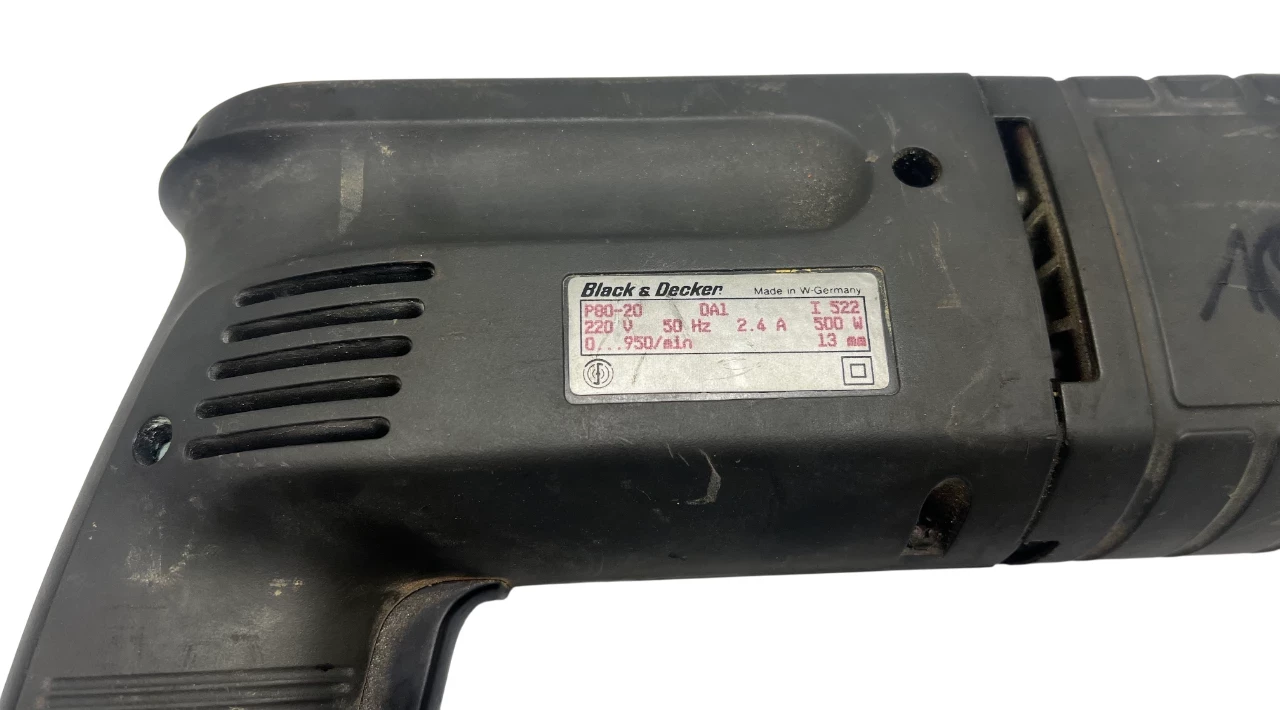 Black & Decker Made in W-Germany
P80-20 DA1 I 522
220 V 50 Hz 2.4 A 500 W
0...950/min 13 mm